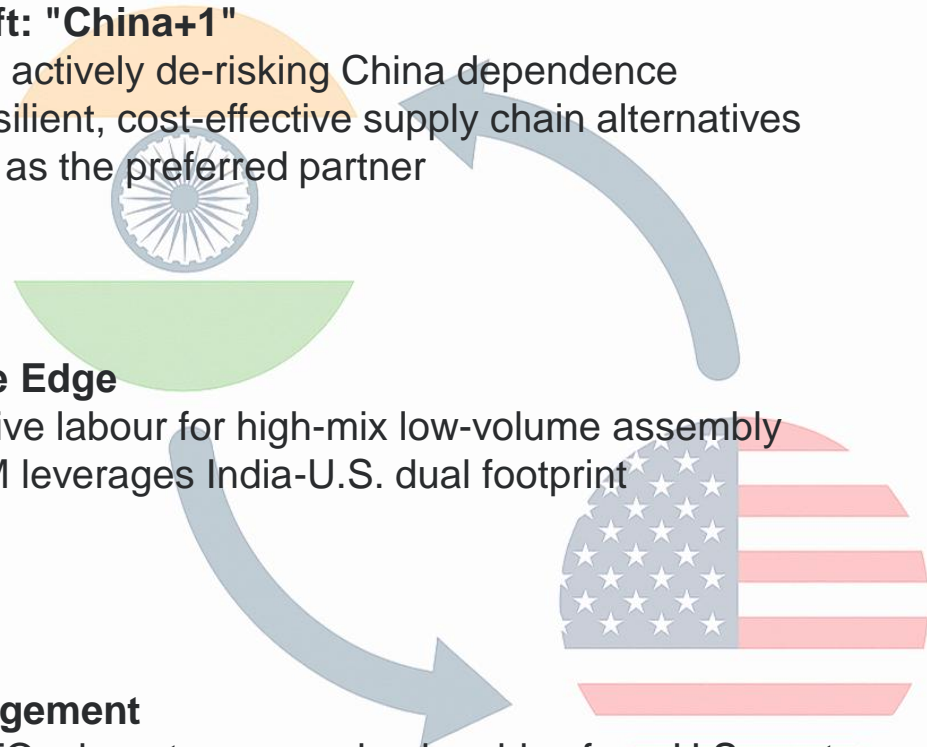 ft: "China+1"
actively de-risking China dependence
silient, cost-effective supply chain alternatives
as the preferred partner
e Edge
ive labour for high-mix low-volume assembly
M leverages India-U.S. dual footprint
gement